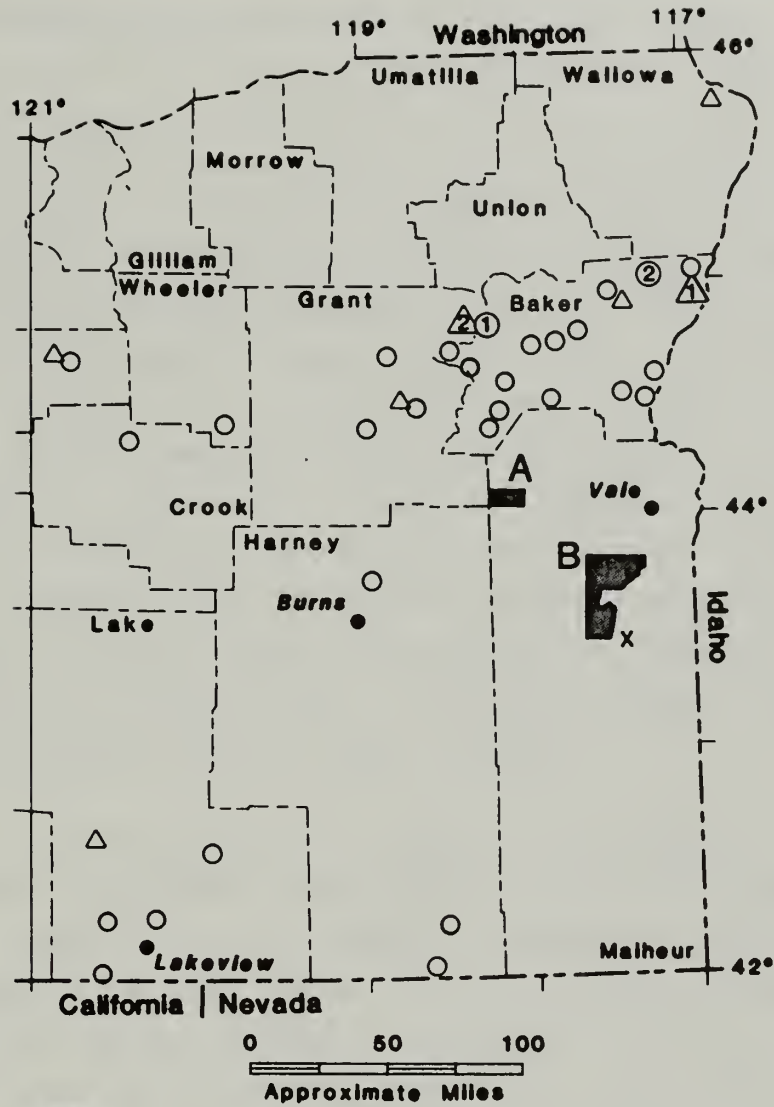 119°
Washington
117°
46°
Umatilla
Wallowa
121°
Morrow
Union
Gilliam
Wheeler
Grant
Baker
2
1
2
1
A
Vale
44°
Crook
Harney
B
Burns
Idaho
Lake
X
Lakeview
Malheur
42°
California | Nevada
0 50 100
Approximate Miles